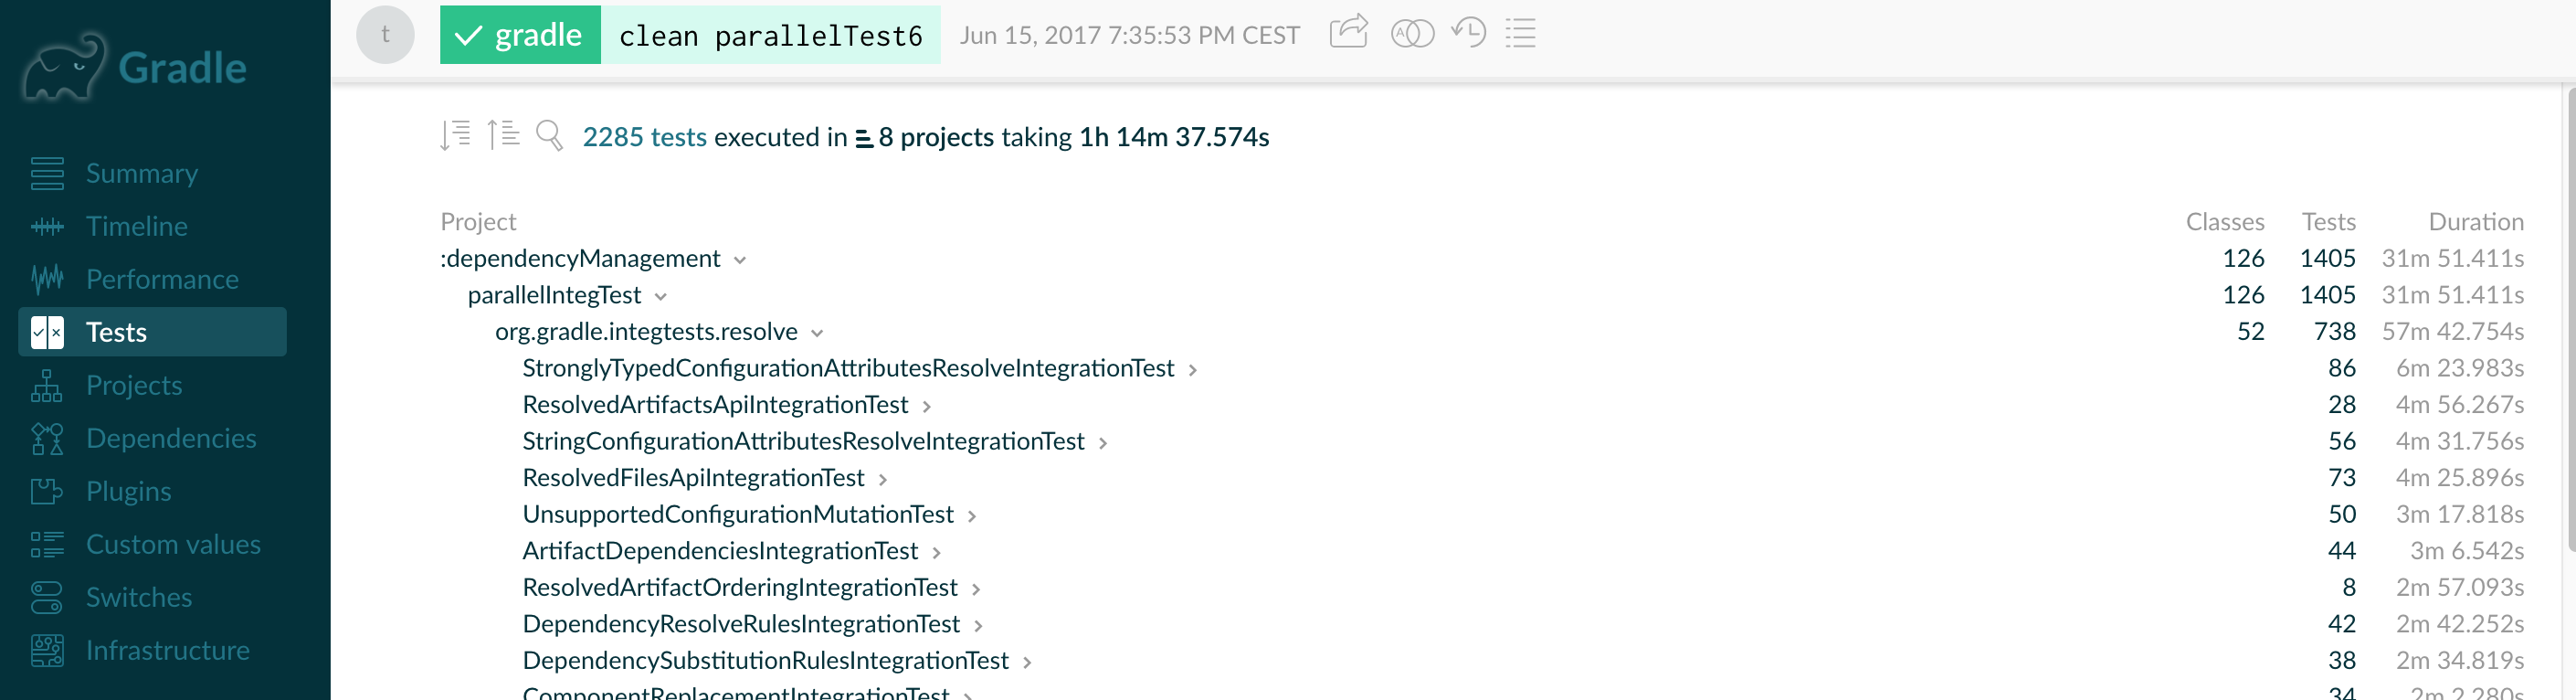 Gradle
Summary
Timeline
Performance
Tests
Projects
Dependencies
Plugins
Custom values
Switches
Infrastructure
t gradle clean parallelTest6 Jun 15, 2017 7:35:53 PM CEST A
2285 tests executed in 8 projects taking 1h 14m 37.574s
Project Classes Tests Duration
:dependencyManagement 126 1405 31m 51.411s
parallelIntegTest 126 1405 31m 51.411s
org.gradle.integtests.resolve 52 738 57m 42.754s
StronglyTypedConfigurationAttributesResolveIntegrationTest 86 6m 23.983s
ResolvedArtifactsApiIntegrationTest 28 4m 56.267s
StringConfigurationAttributesResolveIntegrationTest 56 4m 31.756s
ResolvedFilesApiIntegrationTest 73 4m 25.896s
UnsupportedConfigurationMutationTest 50 3m 17.818s
ArtifactDependenciesIntegrationTest 44 3m 6.542s
ResolvedArtifactOrderingIntegrationTest 8 2m 57.093s
DependencyResolveRulesIntegrationTest 42 2m 42.252s
DependencySubstitutionRulesIntegrationTest 38 2m 34.819s
ComponentReplacementIntegrationTest 34 2m 2.280s